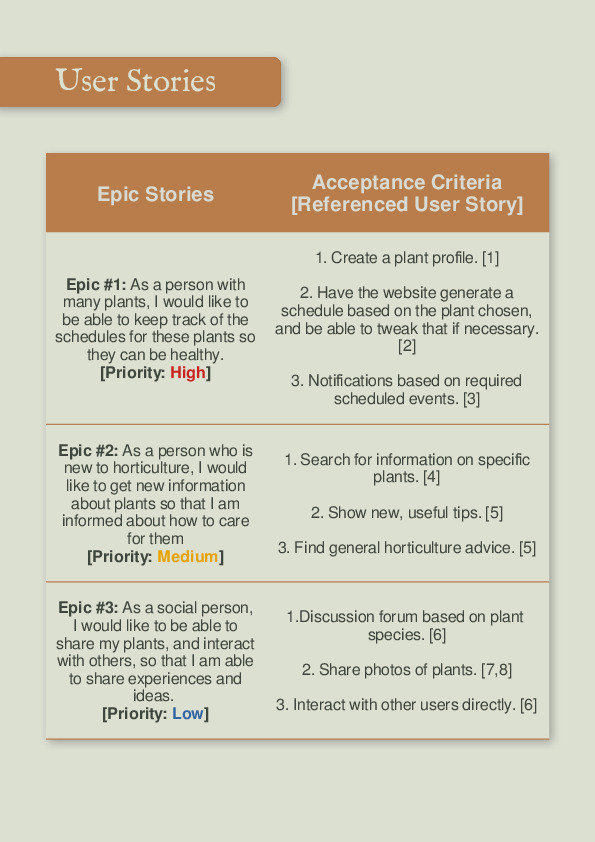 User Stories
Epic Stories
Acceptance Criteria
[Referenced User Story]
Epic #1: As a person with
many plants, I would like to
be able to keep track of the
schedules for these plants so
they can be healthy.
[Priority: High]
1. Create a plant profile. [1]
2. Have the website generate a
schedule based on the plant chosen,
and be able to tweak that if necessary.
[2]
3. Notifications based on required
scheduled events. [3]
Epic #2: As a person who is
new to horticulture, I would
like to get new information
about plants so that I am
informed about how to care
for them
[Priority: Medium]
1. Search for information on specific
plants. [4]
2. Show new, useful tips. [5]
3. Find general horticulture advice. [5]
Epic #3: As a social person,
I would like to be able to
share my plants, and interact
with others, so that I am able
to share experiences and
ideas.
[Priority: Low]
1.Discussion forum based on plant
species. [6]
2. Share photos of plants. [7,8]
3. Interact with other users directly. [6]